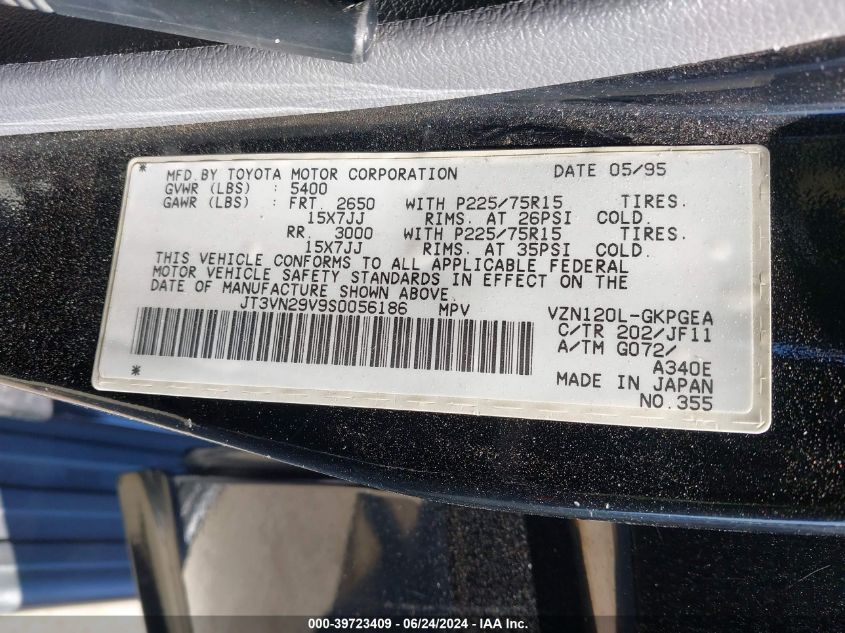 * MFD.BY TOYOTA MOTOR CORPORATION DATE 05/95
GVWR (LBS) : 5400
GAWR (LBS) : FRT. 2650 WITH P225/75R15 TIRES.
15X7JJ RIMS. AT 26PSI COLD.
RR. 3000 WITH P225/75R15 TIRES.
15X7JJ RIMS. AT 35PSI COLD.
THIS VEHICLE CONFORMS TO ALL APPLICABLE FEDERAL
MOTOR VEHICLE SAFETY STANDARDS IN EFFECT ON THE
DATE OF MANUFACTURE SHOWN ABOVE.
JT3VN29V9S0056186 MPV VZN120L-GKPGEA
C/TR 202/JF11
A/TM G072/
* A340E
MADE IN JAPAN
NO.355
000-39723409 - 06/24/2024 - IAA Inc.